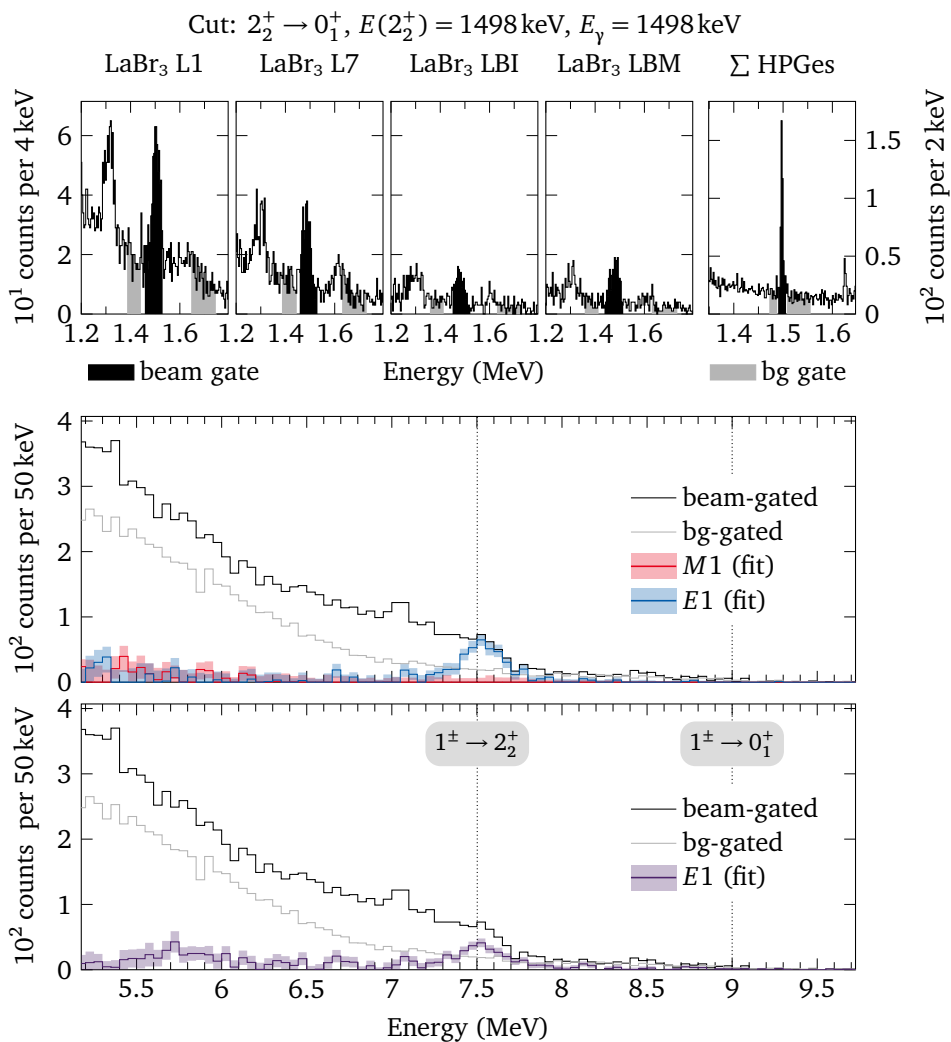 Cut: 2₂⁺ → 0₁⁺, E(2₂⁺) = 1498 keV, Eγ = 1498 keV
LaBr₃ L1 LaBr₃ L7 LaBr₃ LBI LaBr₃ LBM ∑ HPGes
10¹ counts per 4 keV
6
4
2
0
1.5
1
0.5
0
10² counts per 2 keV
1.2 1.4 1.6 1.2 1.4 1.6 1.2 1.4 1.6 1.2 1.4 1.6 1.4 1.5 1.6
beam gate Energy (MeV) bg gate
10² counts per 50 keV
4
3
2
1
0
beam-gated
bg-gated
M1 (fit)
E1 (fit)
10² counts per 50 keV
4
3
2
1
0
1± → 2₂⁺ 1± → 0₁⁺
beam-gated
bg-gated
E1 (fit)
5.5 6 6.5 7 7.5 8 8.5 9 9.5
Energy (MeV)